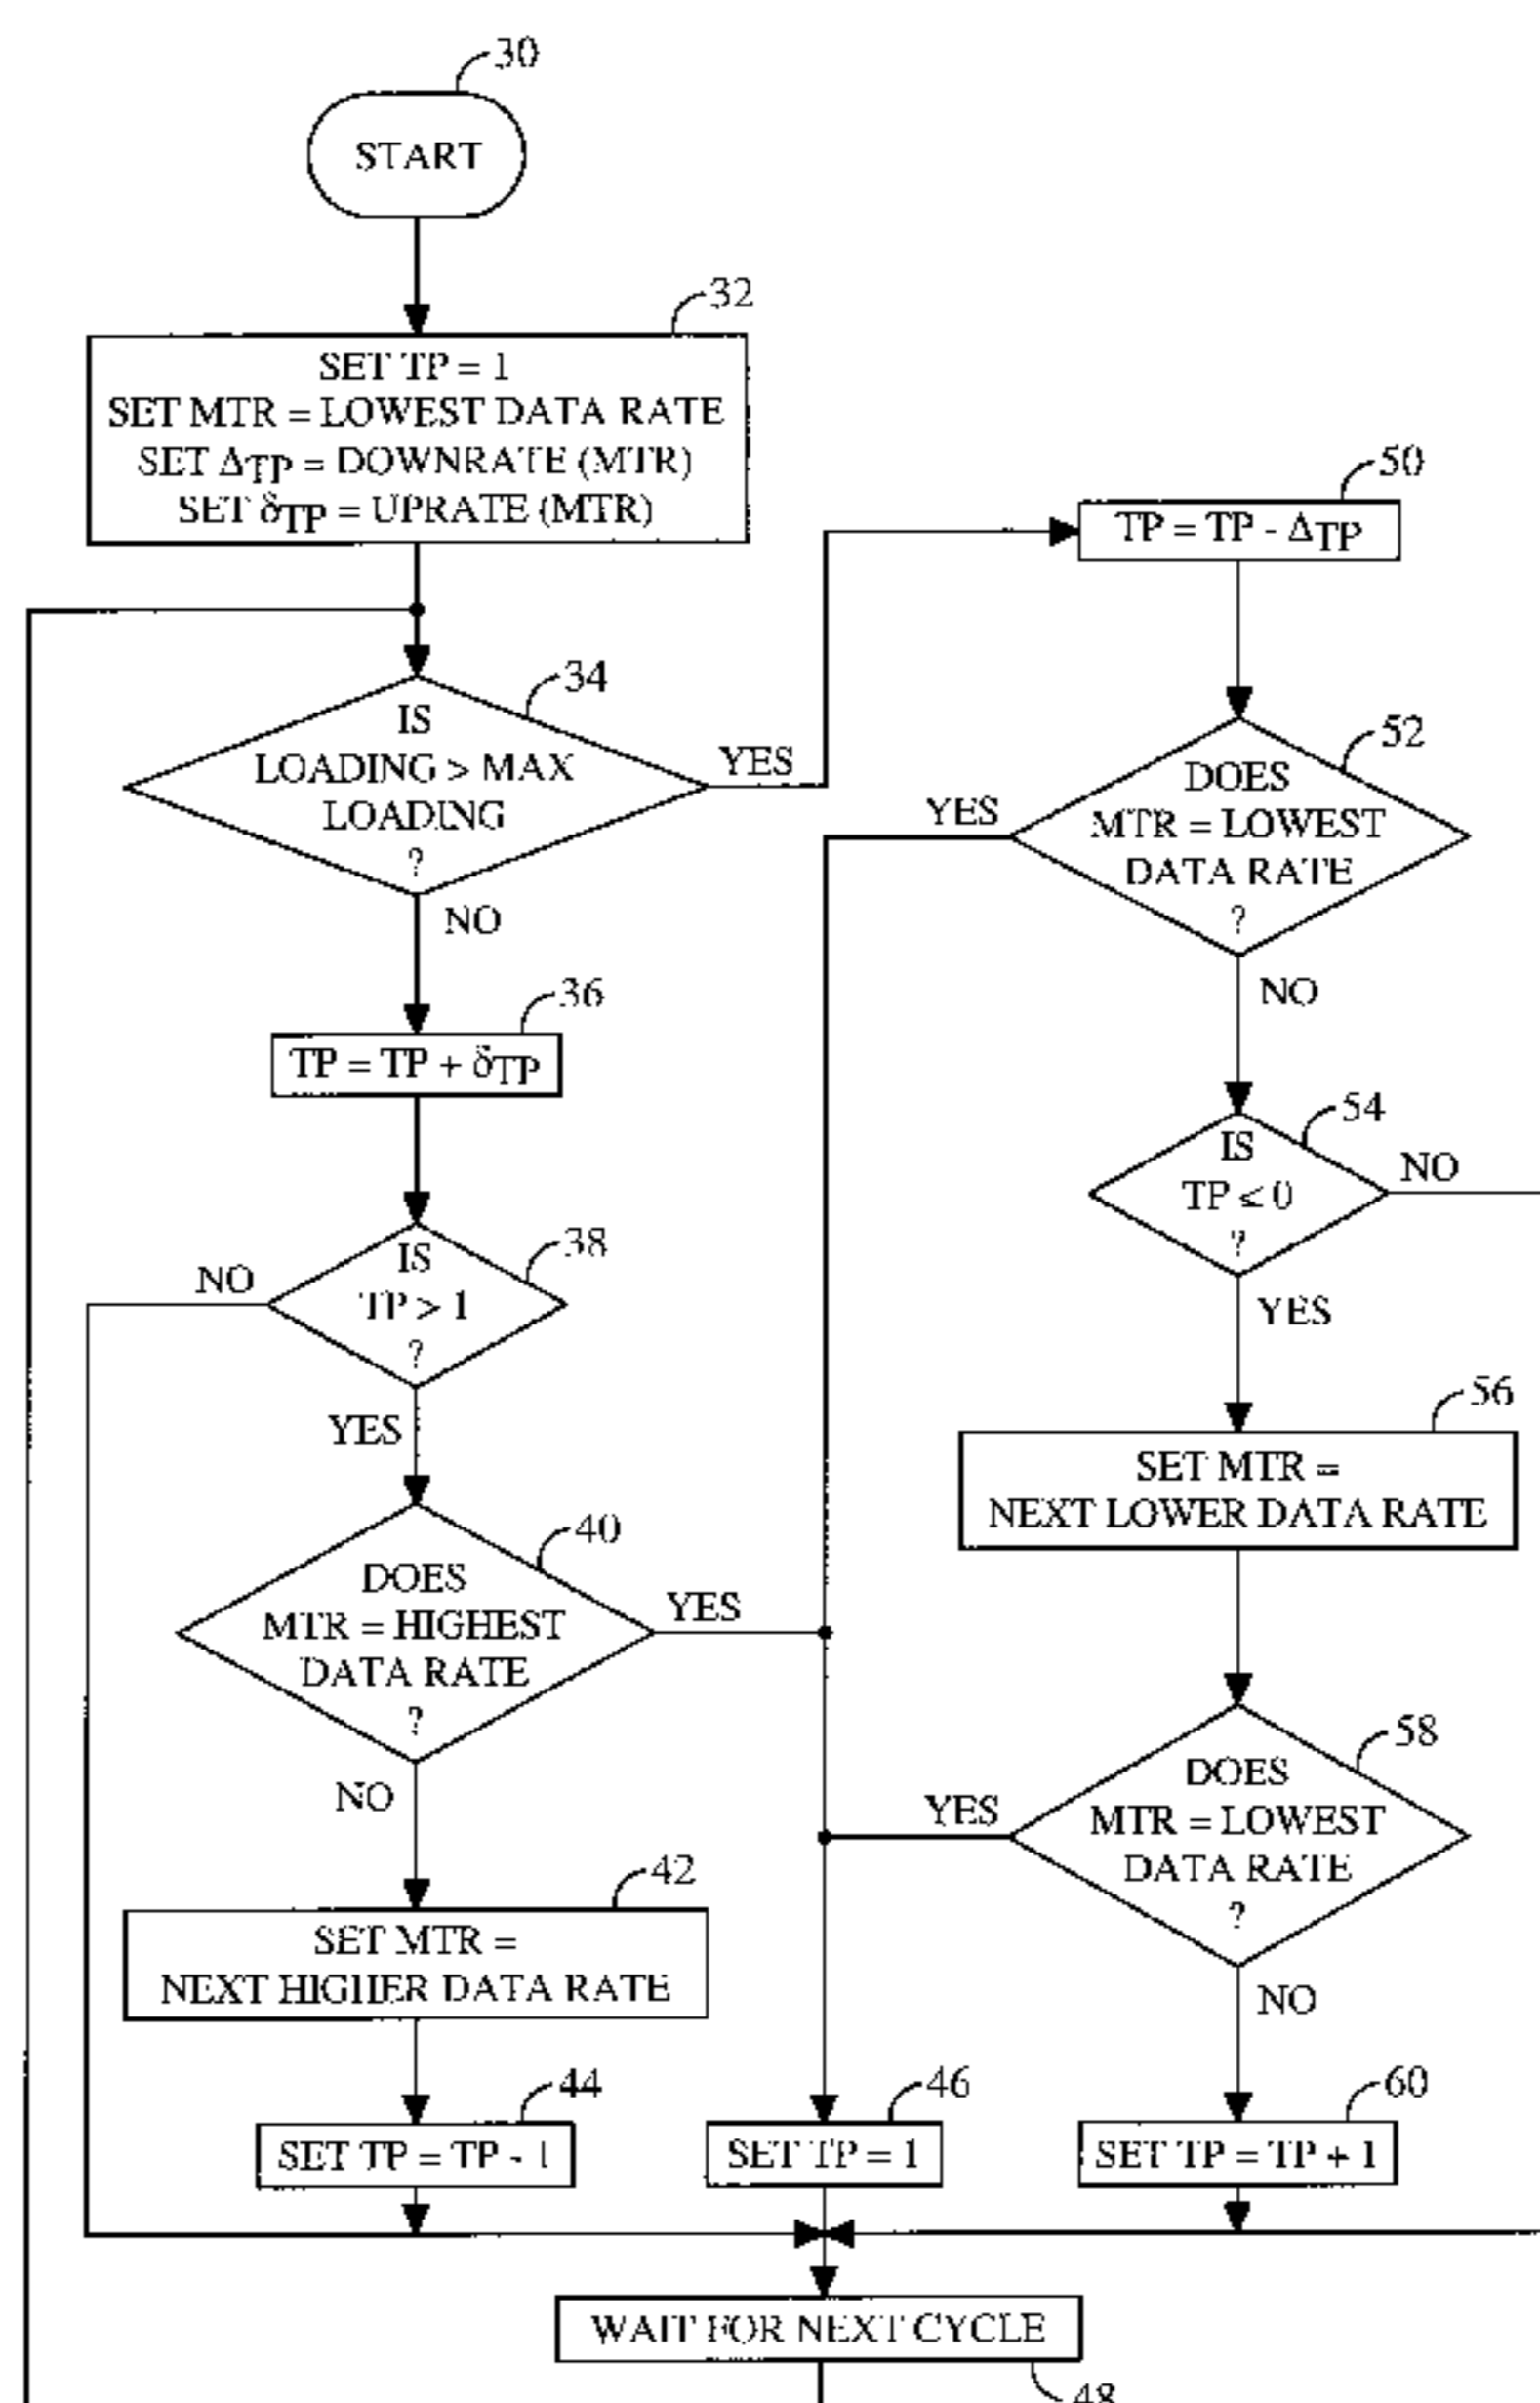 30
START
32
SET TP = 1
SET MTR = LOWEST DATA RATE
SET ΔTP = DOWNRATE (MTR)
SET δTP = UPRATE (MTR)
34
IS
LOADING > MAX
LOADING
?
YES
NO
36
TP = TP + δTP
38
IS
TP > 1
?
NO
YES
40
DOES
MTR = HIGHEST
DATA RATE
?
YES
NO
42
SET MTR =
NEXT HIGHER DATA RATE
44
SET TP = TP - 1
46
SET TP = 1
50
TP = TP - ΔTP
52
DOES
MTR = LOWEST
DATA RATE
?
YES
NO
54
IS
TP ≤ 0
?
NO
YES
56
SET MTR =
NEXT LOWER DATA RATE
58
DOES
MTR = LOWEST
DATA RATE
?
YES
NO
60
SET TP = TP + 1
WAIT FOR NEXT CYCLE
48